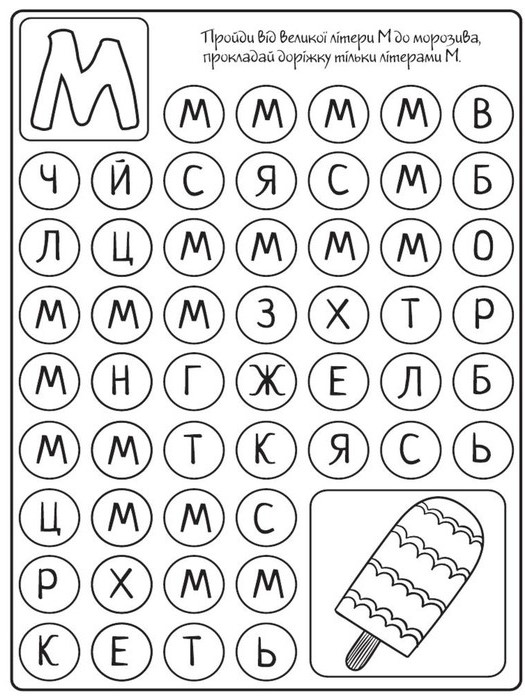 Пройди від великої літери М до морозива,
прокладай доріжку тільки літерами М.
М
М М М М В
Ч Й С Я С М Б
Л Ц М М М М О
М М М З Х Т Р
М Н Г Ж Е Л Б
М М Т К Я С Ь
Ц М М С
Р Х М М
К Е Т Ь